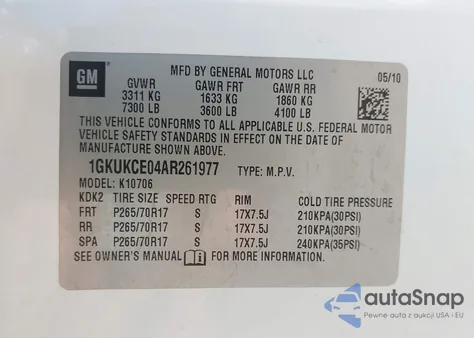 GM
MFD BY GENERAL MOTORS LLC
05/10
GVWR GAWR FRT GAWR RR
3311 KG 1633 KG 1860 KG
7300 LB 3600 LB 4100 LB
THIS VEHICLE CONFORMS TO ALL APPLICABLE U.S. FEDERAL MOTOR
VEHICLE SAFETY STANDARDS IN EFFECT ON THE DATE OF
MANUFACTURE SHOWN ABOVE.
1GKUKCE04AR261977 TYPE: M.P.V.
MODEL: K10706
KDK2 TIRE SIZE SPEED RTG RIM COLD TIRE PRESSURE
FRT P265/70R17 S 17X7.5J 210KPA(30PSI)
RR P265/70R17 S 17X7.5J 210KPA(30PSI)
SPA P265/70R17 S 17X7.5J 240KPA(35PSI)
SEE OWNER'S MANUAL FOR MORE INFORMATION.
autoSnap
Pewne auta z aukcji USA i EU